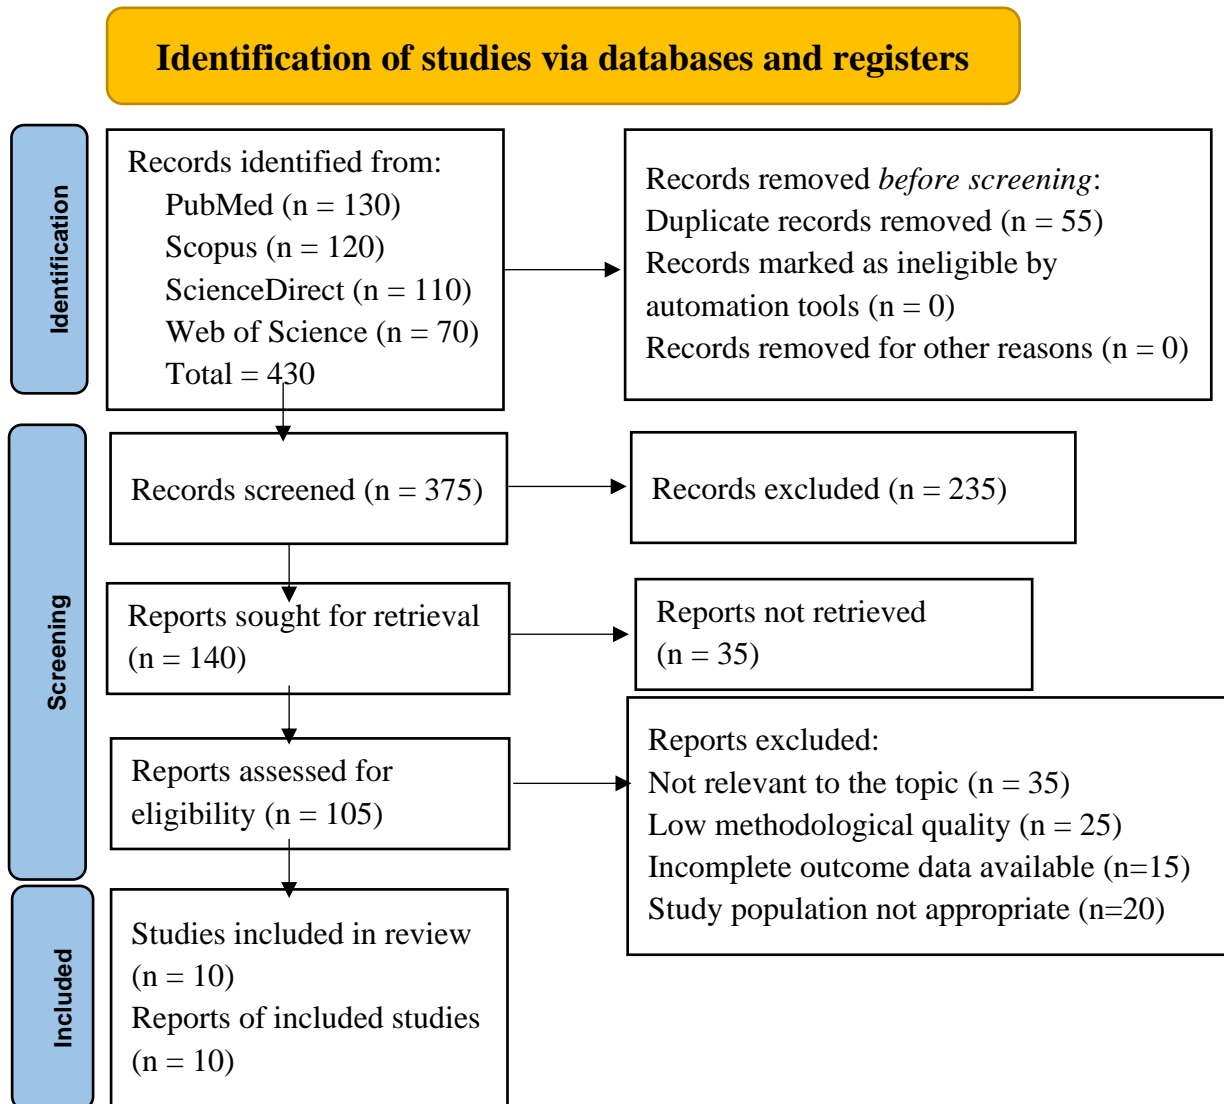 Identification of studies via databases and registers
Identification
Records identified from:
PubMed (n = 130)
Scopus (n = 120)
ScienceDirect (n = 110)
Web of Science (n = 70)
Total = 430
Records removed before screening:
Duplicate records removed (n = 55)
Records marked as ineligible by
automation tools (n = 0)
Records removed for other reasons (n = 0)
Screening
Records screened (n = 375)
Records excluded (n = 235)
Reports sought for retrieval
(n = 140)
Reports not retrieved
(n = 35)
Reports assessed for
eligibility (n = 105)
Reports excluded:
Not relevant to the topic (n = 35)
Low methodological quality (n = 25)
Incomplete outcome data available (n=15)
Study population not appropriate (n=20)
Included
Studies included in review
(n = 10)
Reports of included studies
(n = 10)